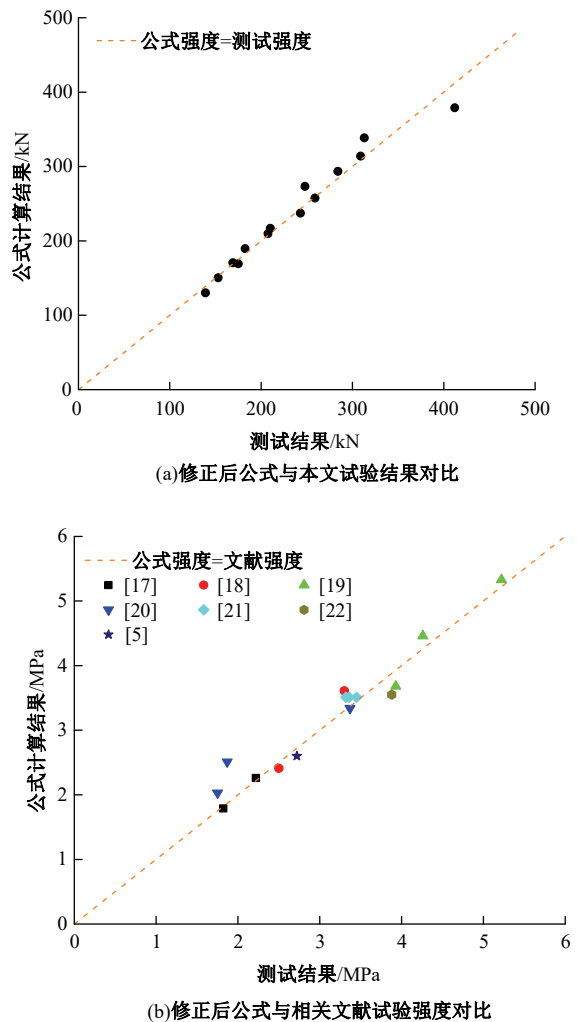 500
公式强度=测试强度
400
300
200
100
0
公式计算结果/kN
0 100 200 300 400 500
测试结果/kN
(a)修正后公式与本文试验结果对比
6
公式强度=文献强度
[17] [18] [19]
[20] [21] [22]
[5]
5
4
3
2
1
0
公式计算结果/MPa
0 1 2 3 4 5 6
测试结果/MPa
(b)修正后公式与相关文献试验强度对比